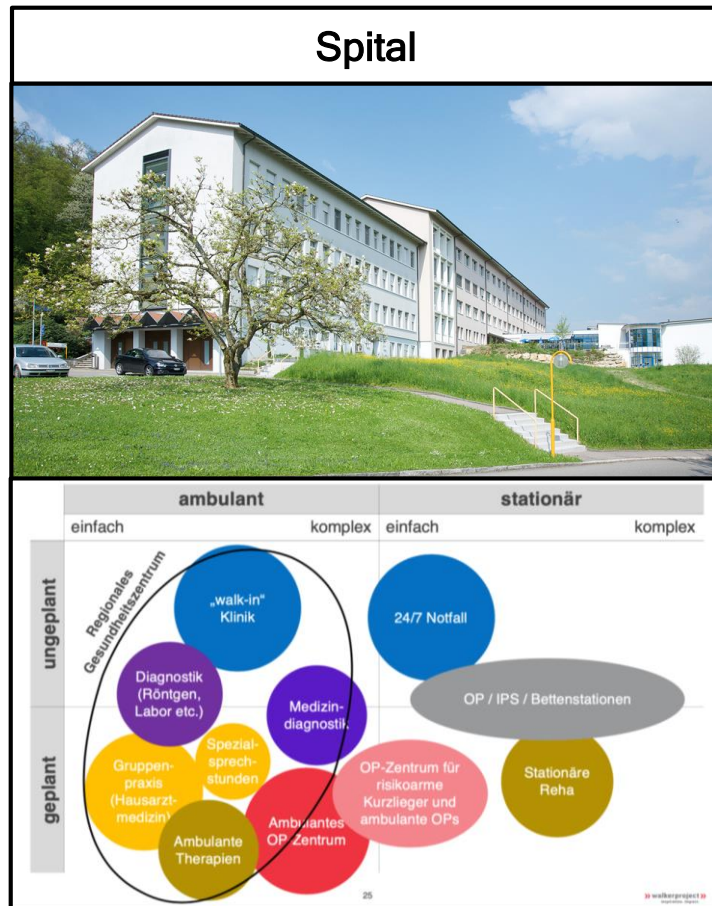 Spital
ambulant
stationär
einfach
komplex
einfach
komplex
ungeplant
geplant
Regionales
Gesundheitszentrum
„walk-in“
Klinik
24/7 Notfall
Diagnostik
(Röntgen,
Labor etc.)
Medizin-
diagnostik
OP / IPS / Bettenstationen
Gruppen-
praxis
(Hausarzt-
medizin)
Spezial-
sprech-
stunden
OP-Zentrum für
risikoarme
Kurzlieger und
ambulante OPs
Stationäre
Reha
Ambulante
Therapien
Ambulantes
OP-Zentrum
25
walkerproject